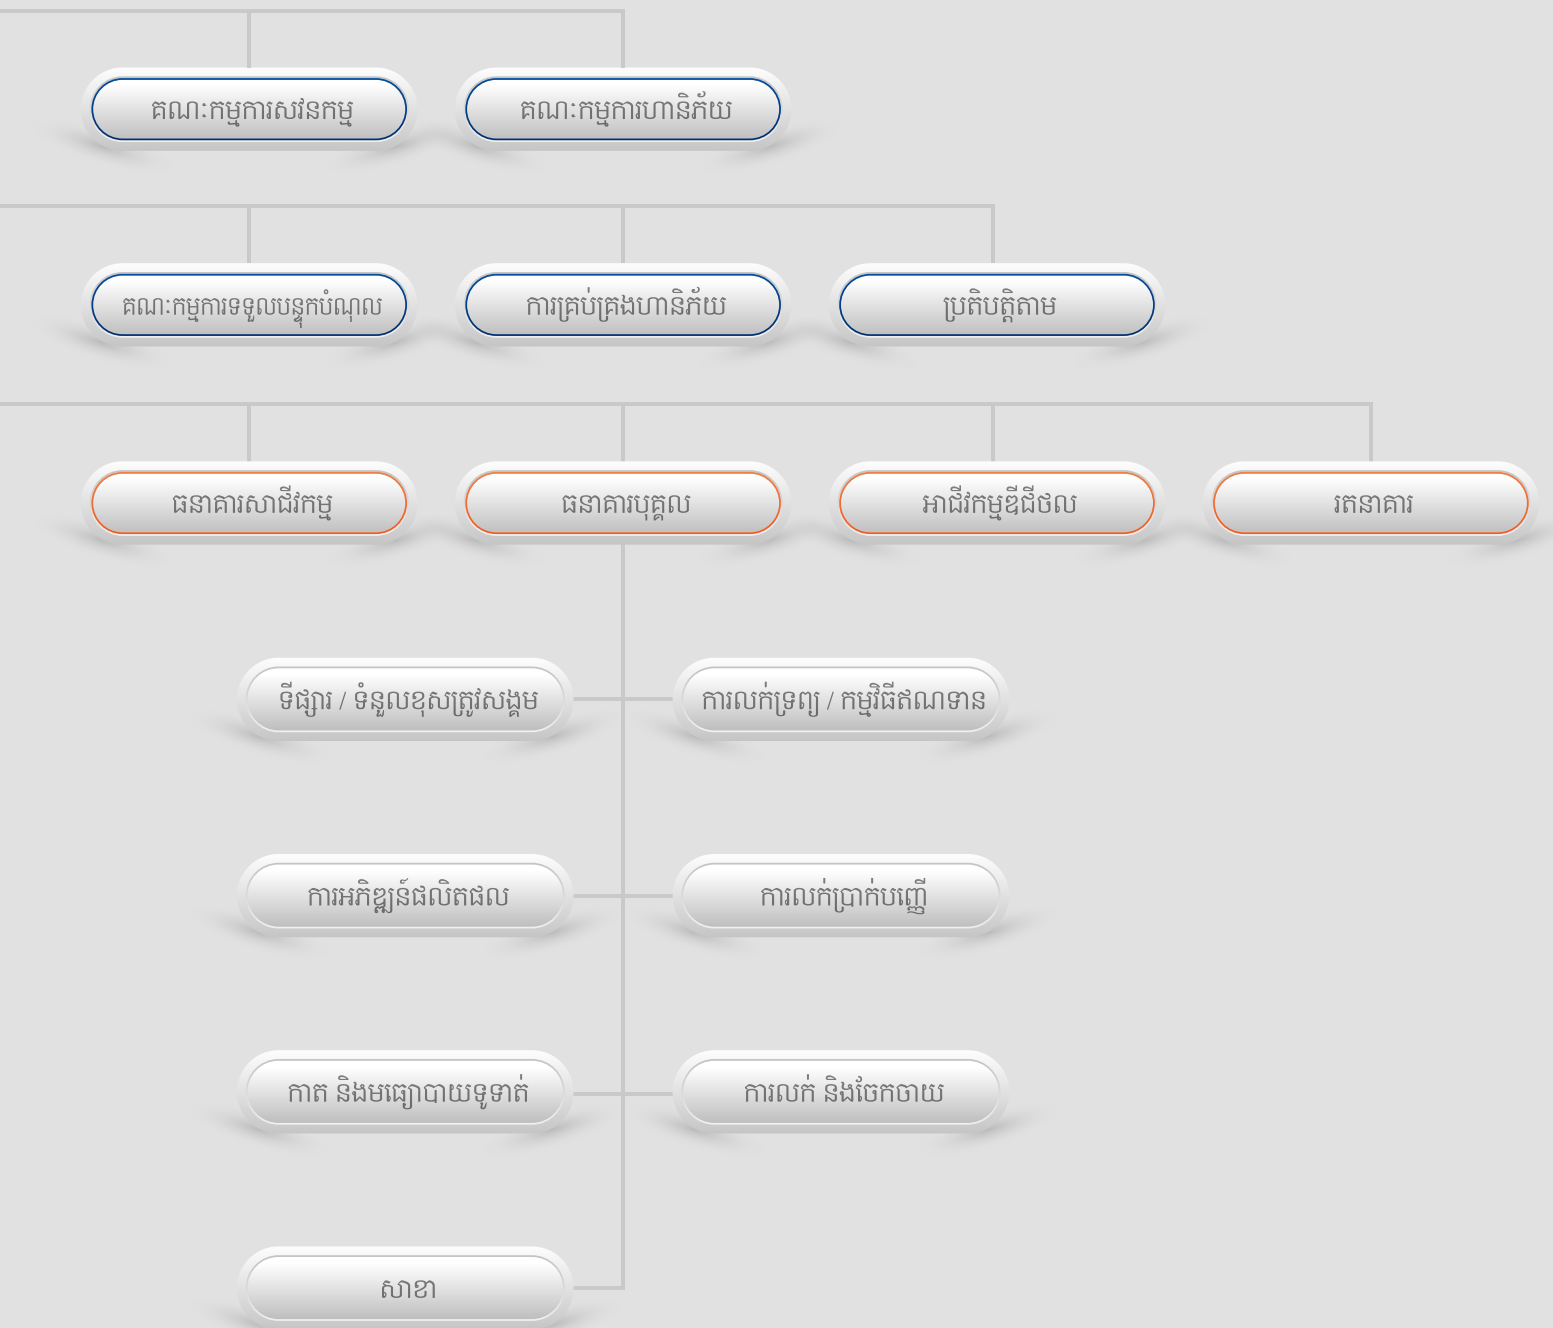 គណៈកម្មការសវនកម្ម
គណៈកម្មការហានិភ័យ
គណៈកម្មការទទួលបន្ទុកបំណុល
ការគ្រប់គ្រងហានិភ័យ
ប្រតិបត្តិតាម
ធនាគារសាជីវកម្ម
ធនាគារបុគ្គល
អាជីវកម្មឌីជីថល
រតនាគារ
ទីផ្សារ / ទំនួលខុសត្រូវសង្គម
ការលក់ទ្រព្យ / កម្មវិធីឥណទាន
ការអភិឌ្ឍន៍ផលិតផល
ការលក់ប្រាក់បញ្ញើ
កាត និងមធ្យោបាយទូទាត់
ការលក់ និងចែកចាយ
សាខា